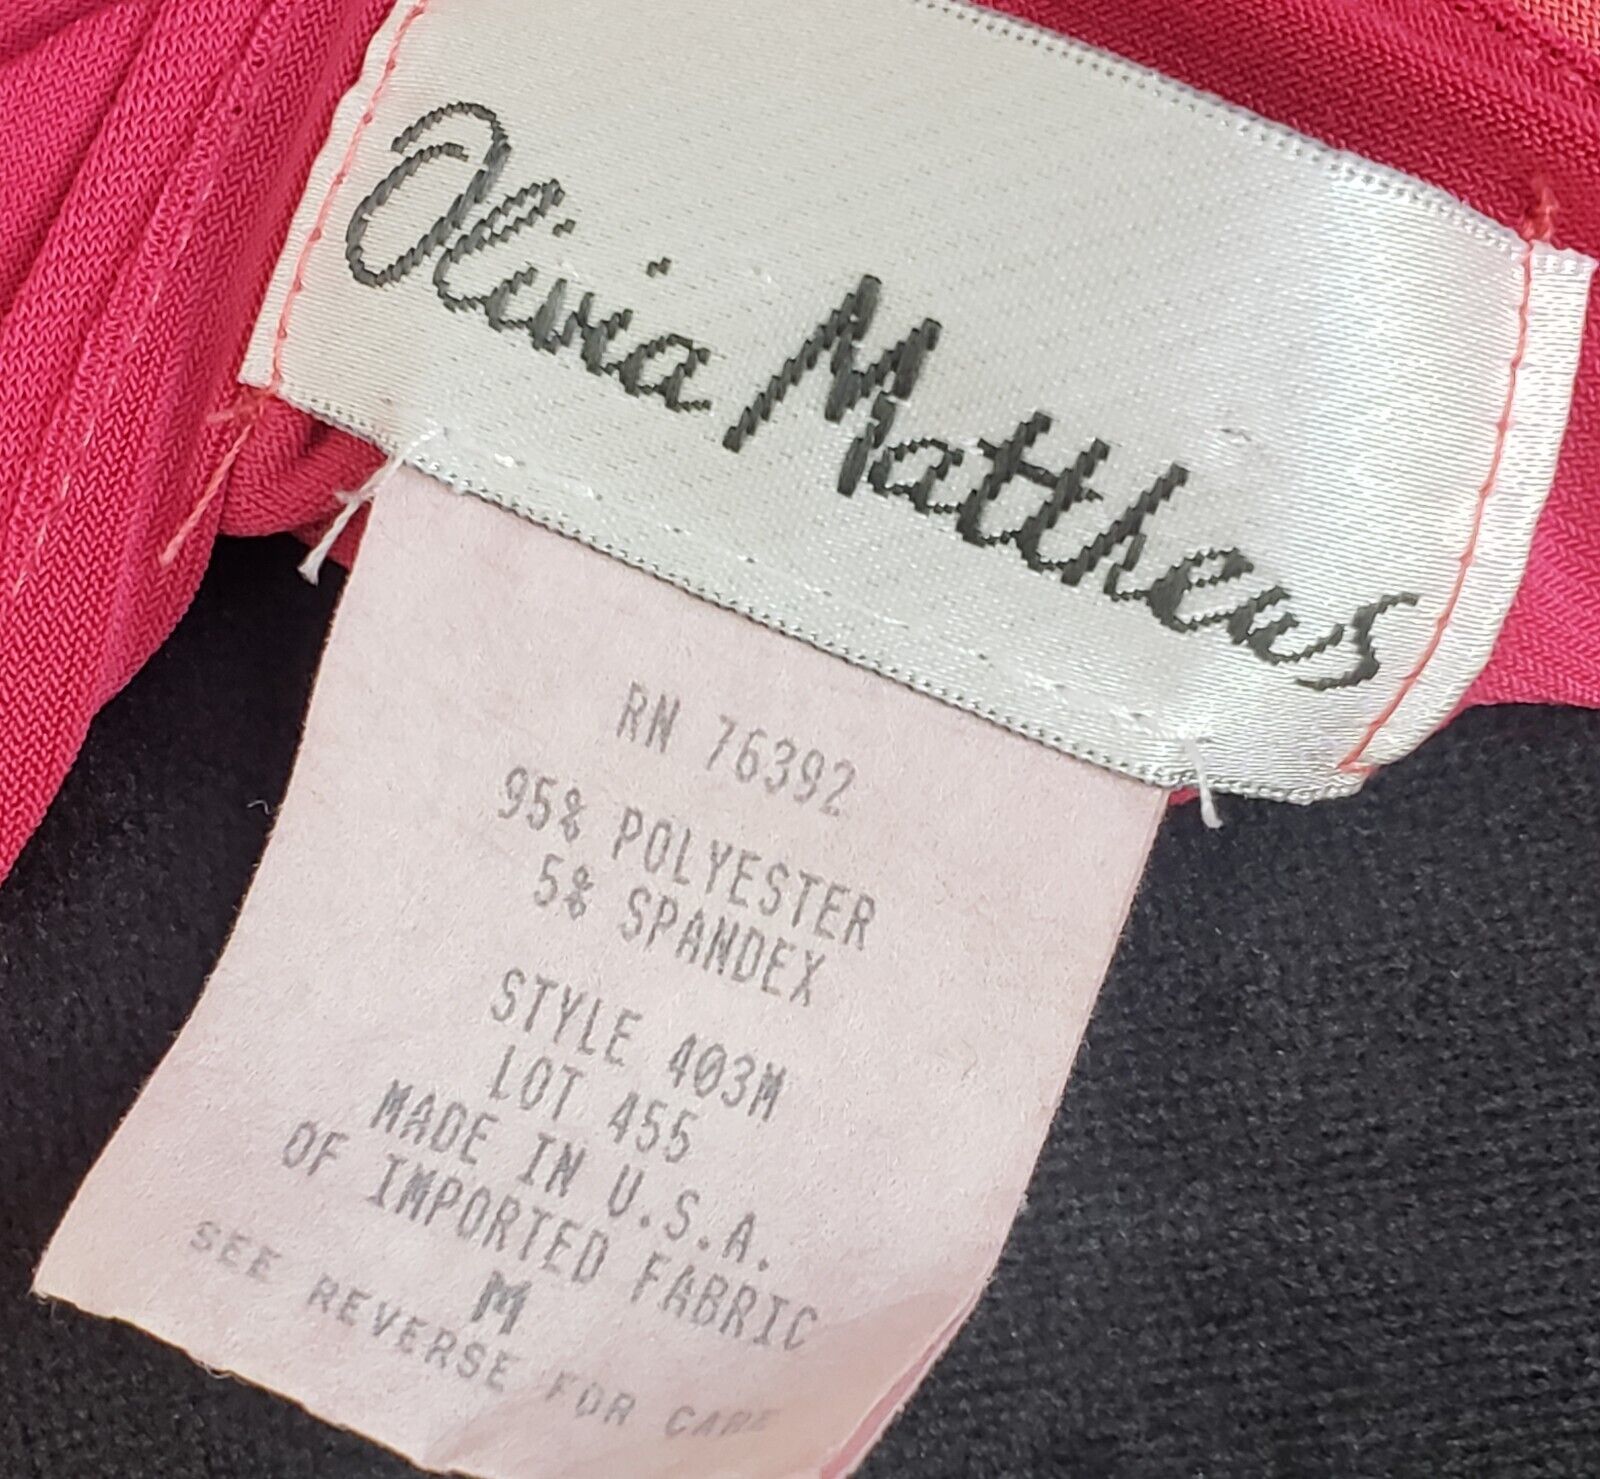 Olivia Matthews
RN 76392
95% POLYESTER
5% SPANDEX
STYLE 403M
LOT 455
MADE IN U.S.A.
OF IMPORTED FABRIC
M
SEE REVERSE FOR CARE